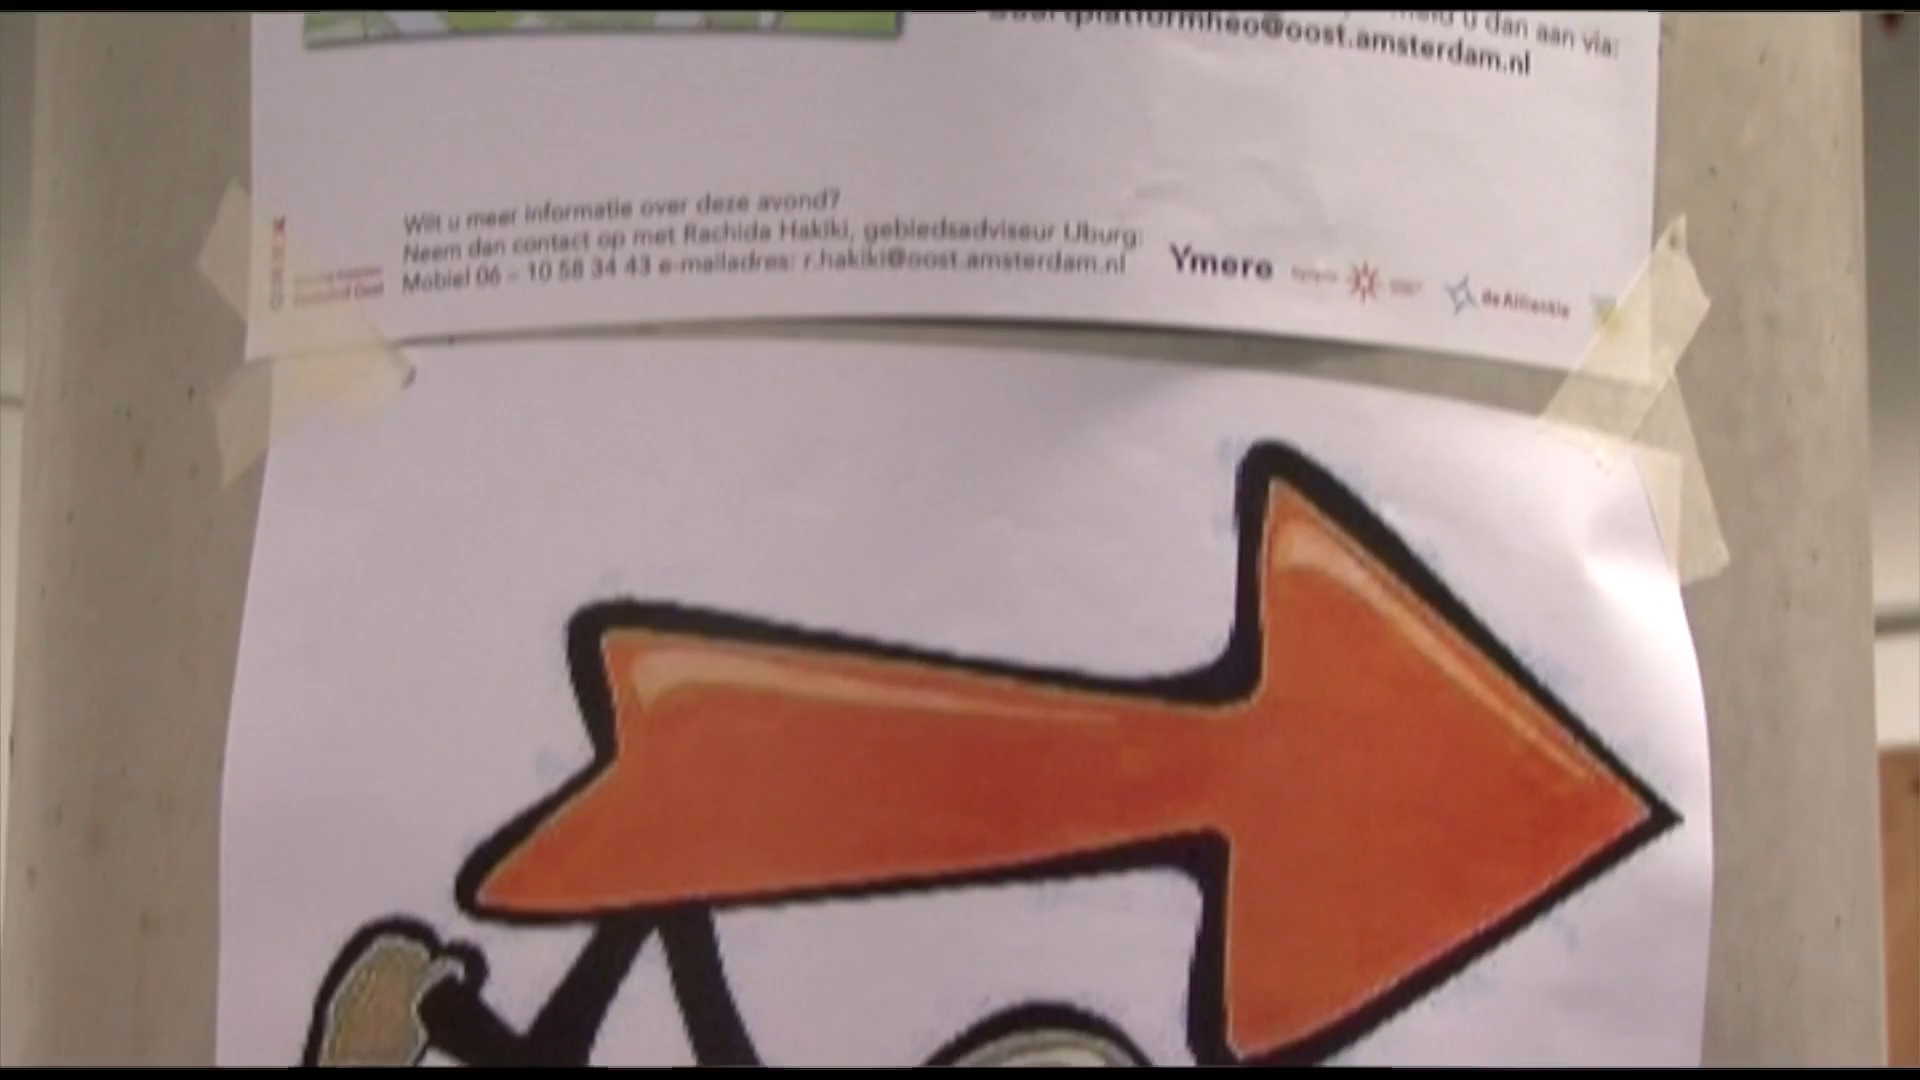 u dan aan via:
buurtplatformheo@oost.amsterdam.nl
Wilt u meer informatie over deze avond?
Neem dan contact op met Rachida Hakiki, gebiedsadviseur IJburg:
Mobiel 06 – 10 58 34 43 e-mailadres: r.hakiki@oost.amsterdam.nl
Ymere
de Alliantie